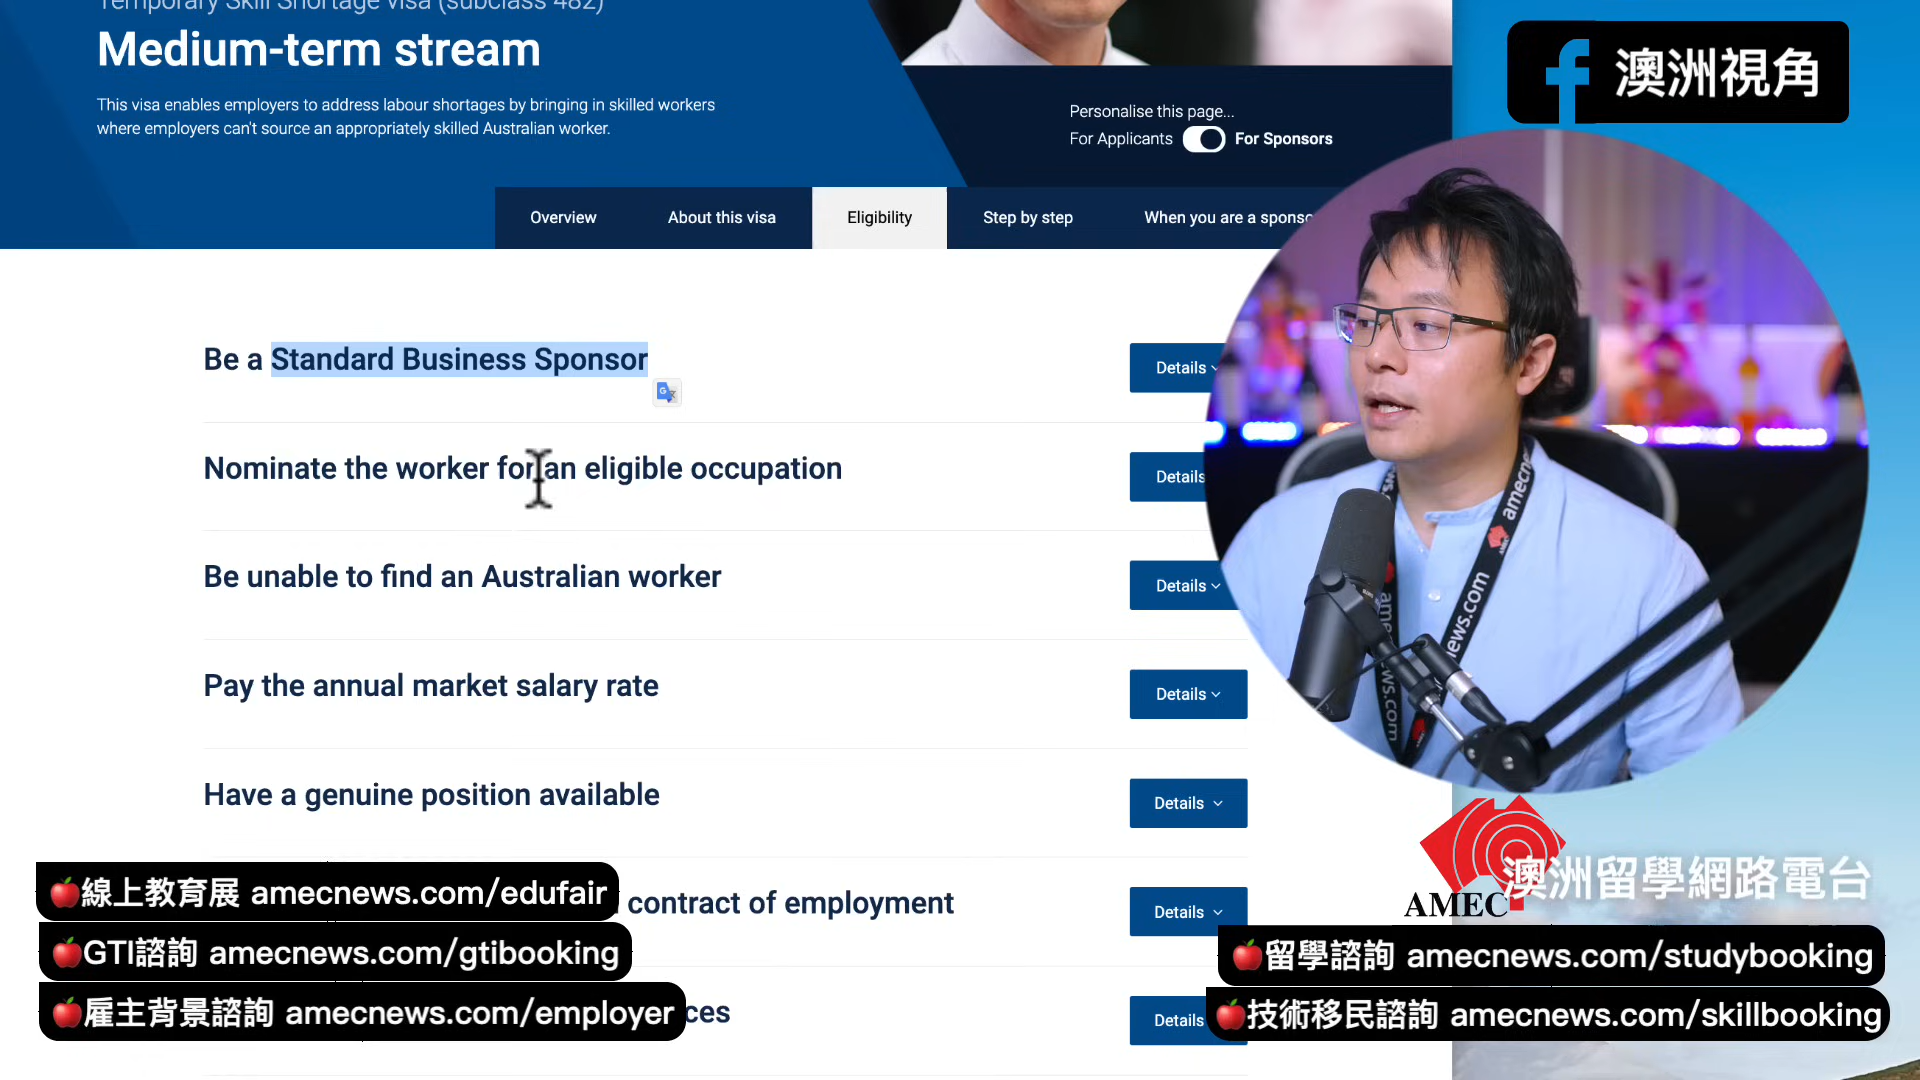 Temporary Skill Shortage visa (subclass 482)
Medium-term stream
This visa enables employers to address labour shortages by bringing in skilled workers
where employers can't source an appropriately skilled Australian worker.
Personalise this page...
For Applicants For Sponsors
澳洲視角
Overview
About this visa
Eligibility
Step by step
When you are a sponso
Be a Standard Business Sponsor
Details
Nominate the worker for an eligible occupation
Details
Be unable to find an Australian worker
Details
Pay the annual market salary rate
Details
Have a genuine position available
Details
contract of employment
Details
ces
Details
amecnews.com
AMEC
澳洲留學網路電台
線上教育展 amecnews.com/edufair
GTI諮詢 amecnews.com/gtibooking
雇主背景諮詢 amecnews.com/employer
留學諮詢 amecnews.com/studybooking
技術移民諮詢 amecnews.com/skillbooking